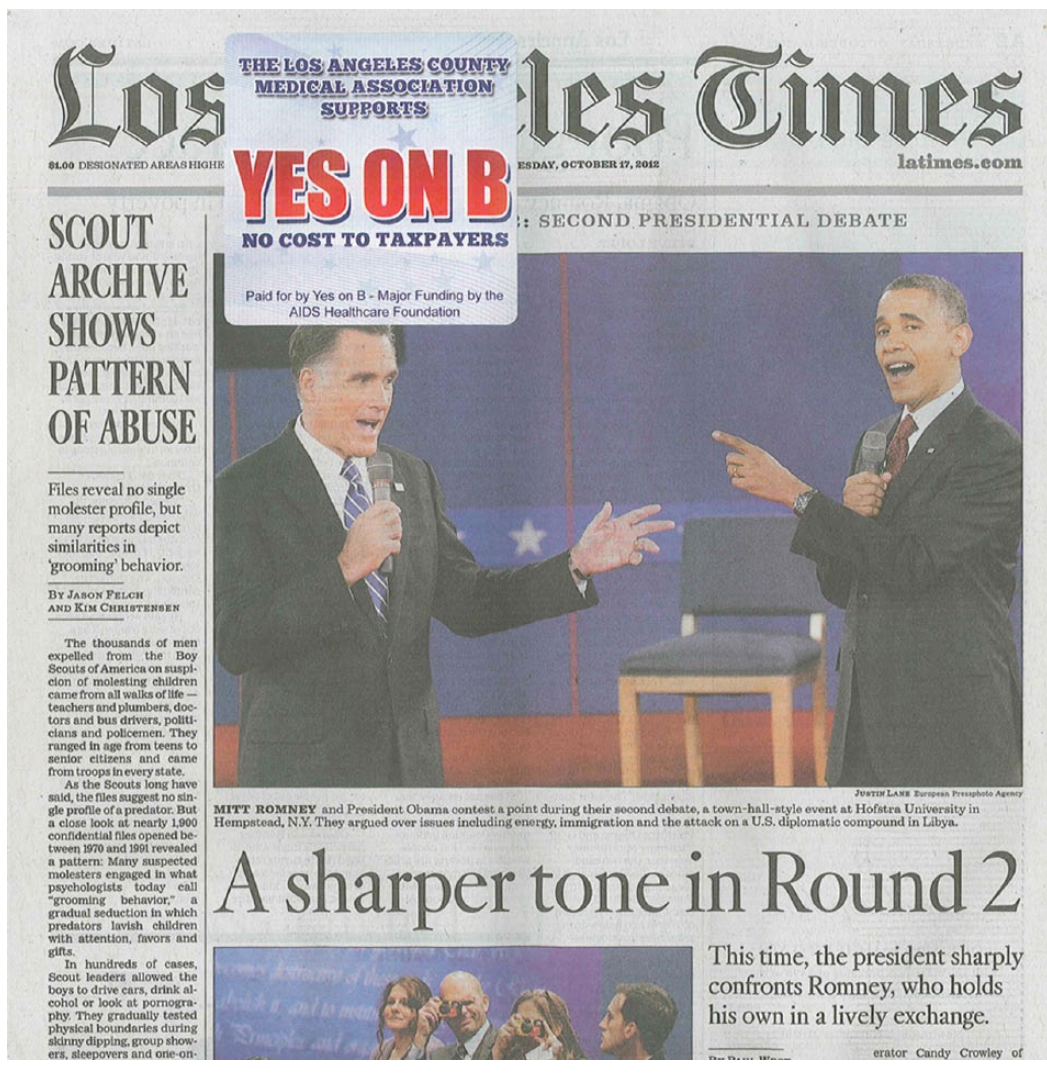 Los
les Times
THE LOS ANGELES COUNTY
MEDICAL ASSOCIATION
SUPPORTS
YES ON B
NO COST TO TAXPAYERS
Paid for by Yes on B - Major Funding by the
AIDS Healthcare Foundation
$1.00 DESIGNATED AREAS HIGHE
ESDAY, OCTOBER 17, 2012
latimes.com
: SECOND PRESIDENTIAL DEBATE
SCOUT
ARCHIVE
SHOWS
PATTERN
OF ABUSE
Files reveal no single
molester profile, but
many reports depict
similarities in
'grooming' behavior.
BY JASON FELCH
AND KIM CHRISTENSEN
The thousands of men
expelled from the Boy
Scouts of America on suspi-
cion of molesting children
came from all walks of life —
teachers and plumbers, doc-
tors and bus drivers, politi-
cians and policemen. They
ranged in age from teens to
senior citizens and came
from troops in every state.
As the Scouts long have
said, the files suggest no sin-
gle profile of a predator. But
a close look at nearly 1,900
confidential files opened be-
tween 1970 and 1991 revealed
a pattern: Many suspected
molesters engaged in what
psychologists today call
"grooming behavior," a
gradual seduction in which
predators lavish children
with attention, favors and
gifts.
In hundreds of cases,
Scout leaders allowed the
boys to drive cars, drink al-
cohol or look at pornogra-
phy. They gradually tested
physical boundaries during
skinny dipping, group show-
ers, sleepovers and one-on-
JUSTIN LANE European Pressphoto Agency
MITT ROMNEY and President Obama contest a point during their second debate, a town-hall-style event at Hofstra University in
Hempstead, N.Y. They argued over issues including energy, immigration and the attack on a U.S. diplomatic compound in Libya.
A sharper tone in Round 2
This time, the president sharply
confronts Romney, who holds
his own in a lively exchange.
erator Candy Crowley of